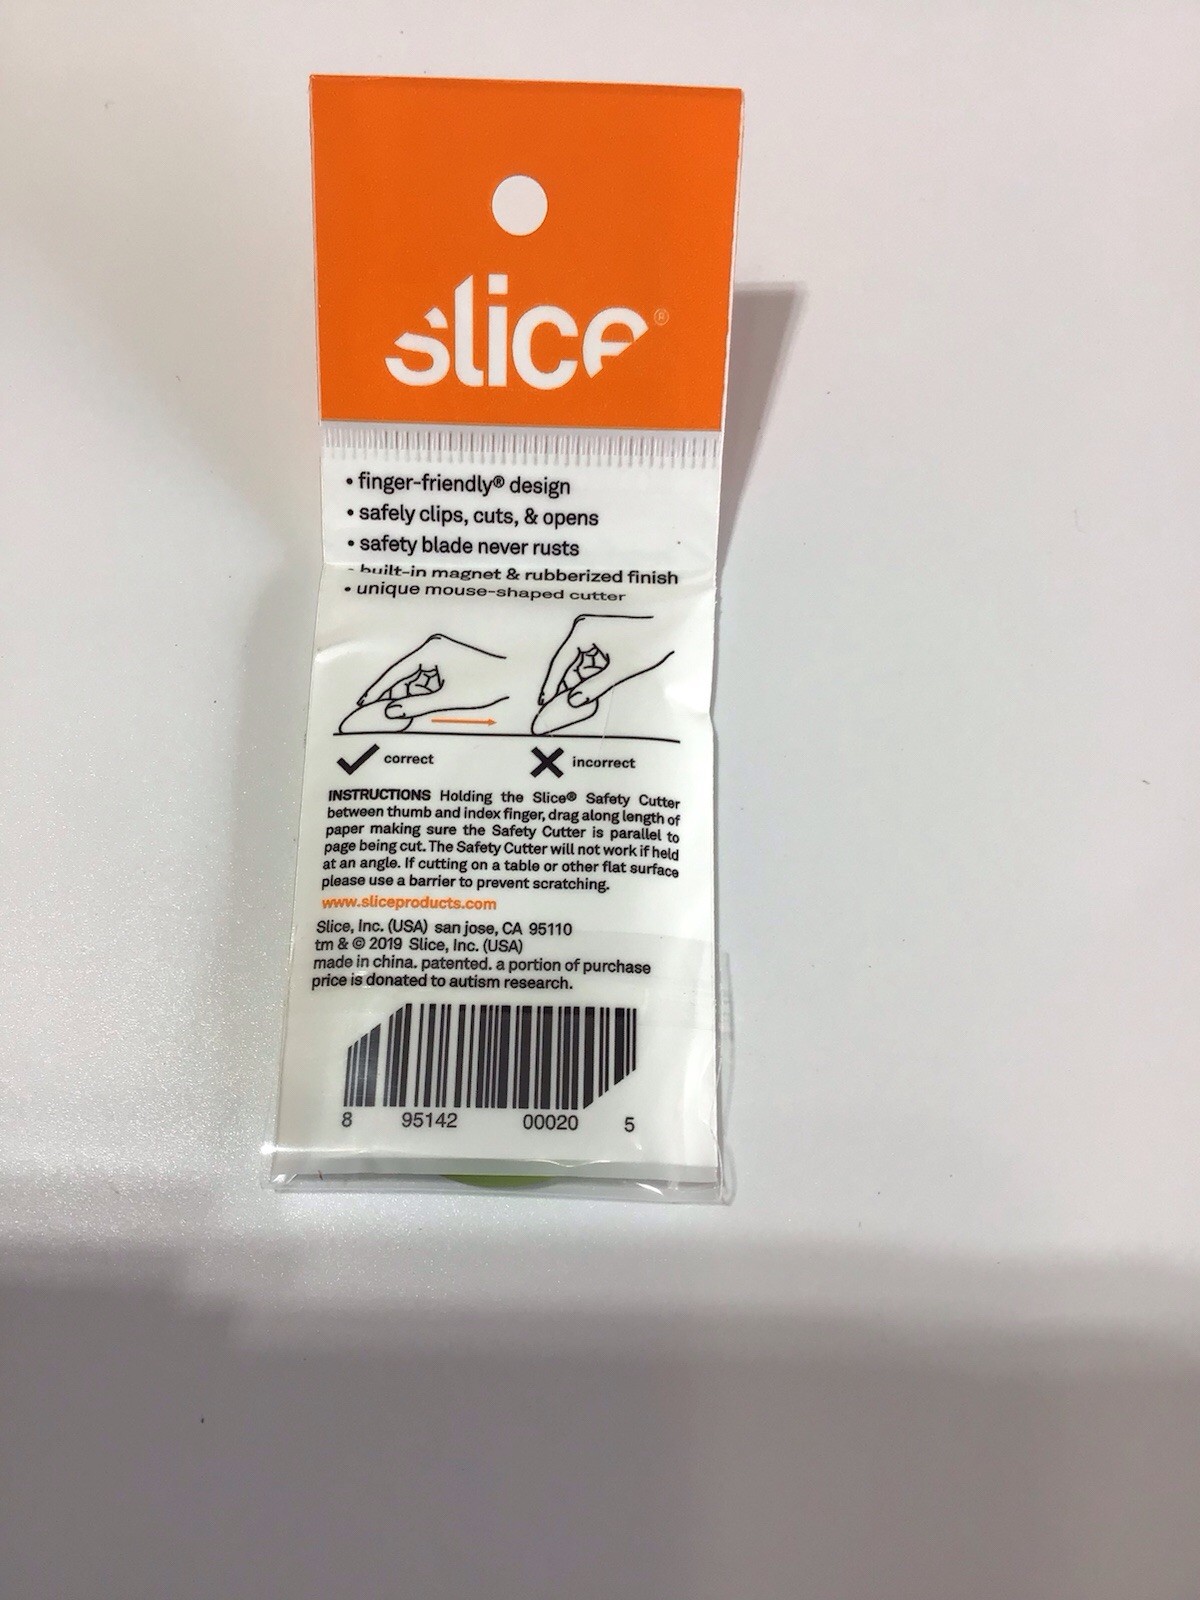 slice®
• finger-friendly® design
• safely clips, cuts, & opens
• safety blade never rusts
• built-in magnet & rubberized finish
• unique mouse-shaped cutter
correct incorrect
INSTRUCTIONS Holding the Slice® Safety Cutter
between thumb and index finger, drag along length of
paper making sure the Safety Cutter is parallel to
page being cut. The Safety Cutter will not work if held
at an angle. If cutting on a table or other flat surface
please use a barrier to prevent scratching.
www.sliceproducts.com
Slice, Inc. (USA) san jose, CA 95110
tm & © 2019 Slice, Inc. (USA)
made in china. patented. a portion of purchase
price is donated to autism research.
8 95142 00020 5